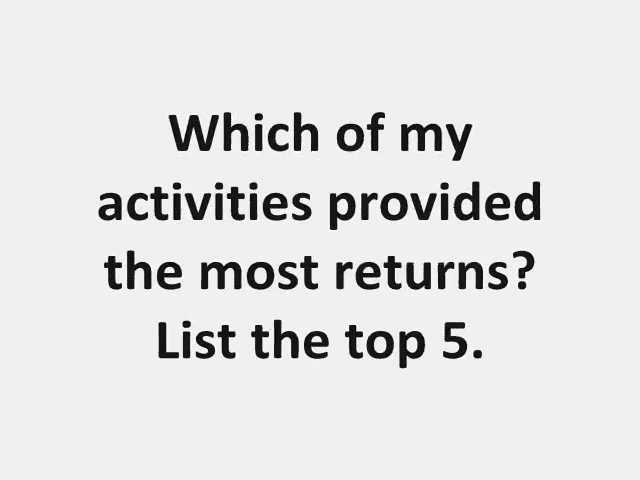 Which of my
activities provided
the most returns?
List the top 5.